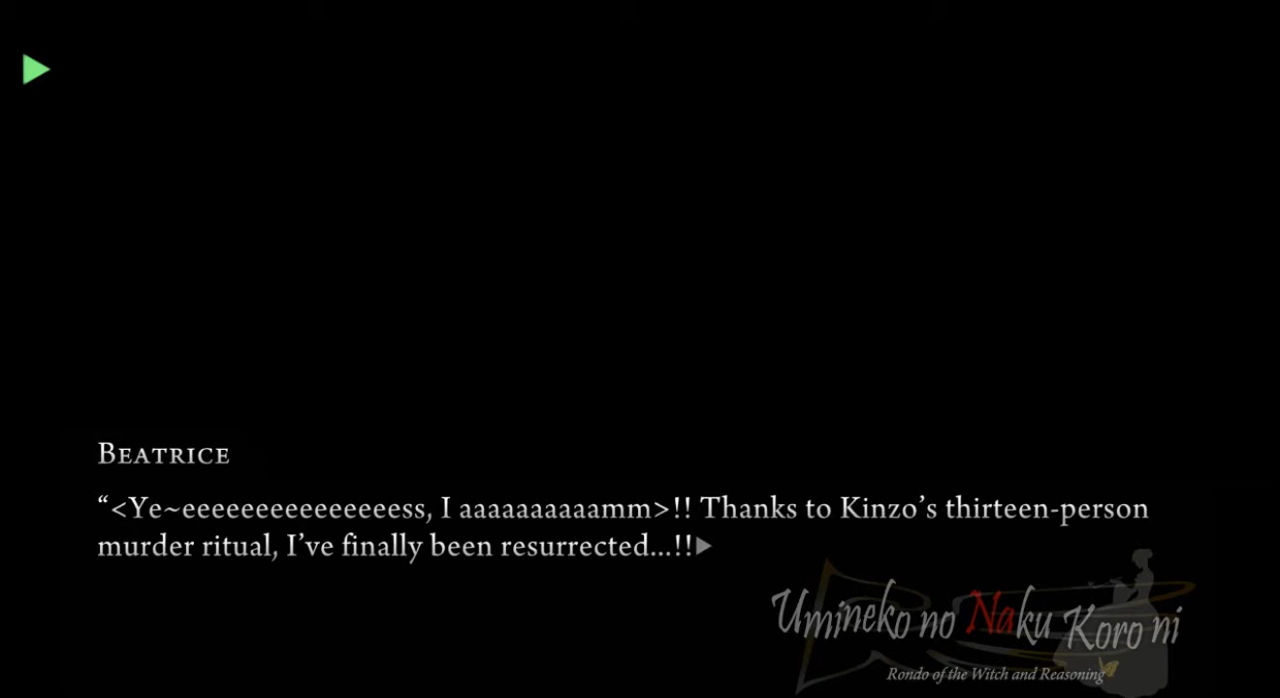 BEATRICE
“<Ye~eeeeeeeeeeeeeeess, I aaaaaaaaaamm>!! Thanks to Kinzo’s thirteen-person
murder ritual, I’ve finally been resurrected...!!
Umineko no Naku Koro ni
Rondo of the Witch and Reasoning